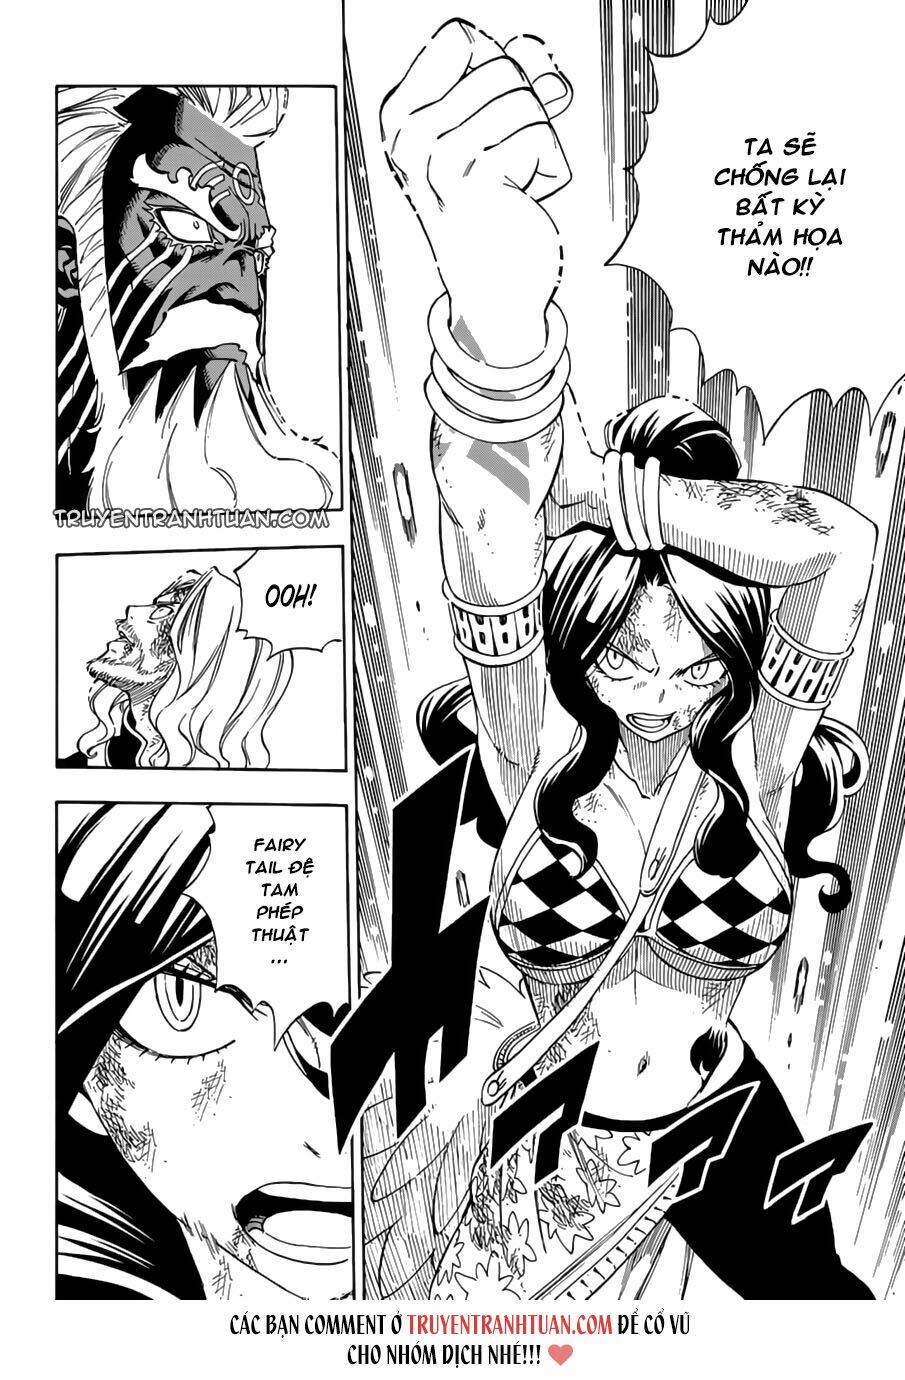 TA SẼ
CHỐNG LẠI
BẤT KỲ
THẢM HỌA
NÀO!!
TRUYENTRANHTUAN.COM
OOH!
FAIRY
TAIL ĐỆ
TAM
PHÉP
THUẬT
...
CÁC BẠN COMMENT Ở TRUYENTRANHTUAN.COM ĐỂ CỔ VŨ
CHO NHÓM DỊCH NHÉ!!! ❤